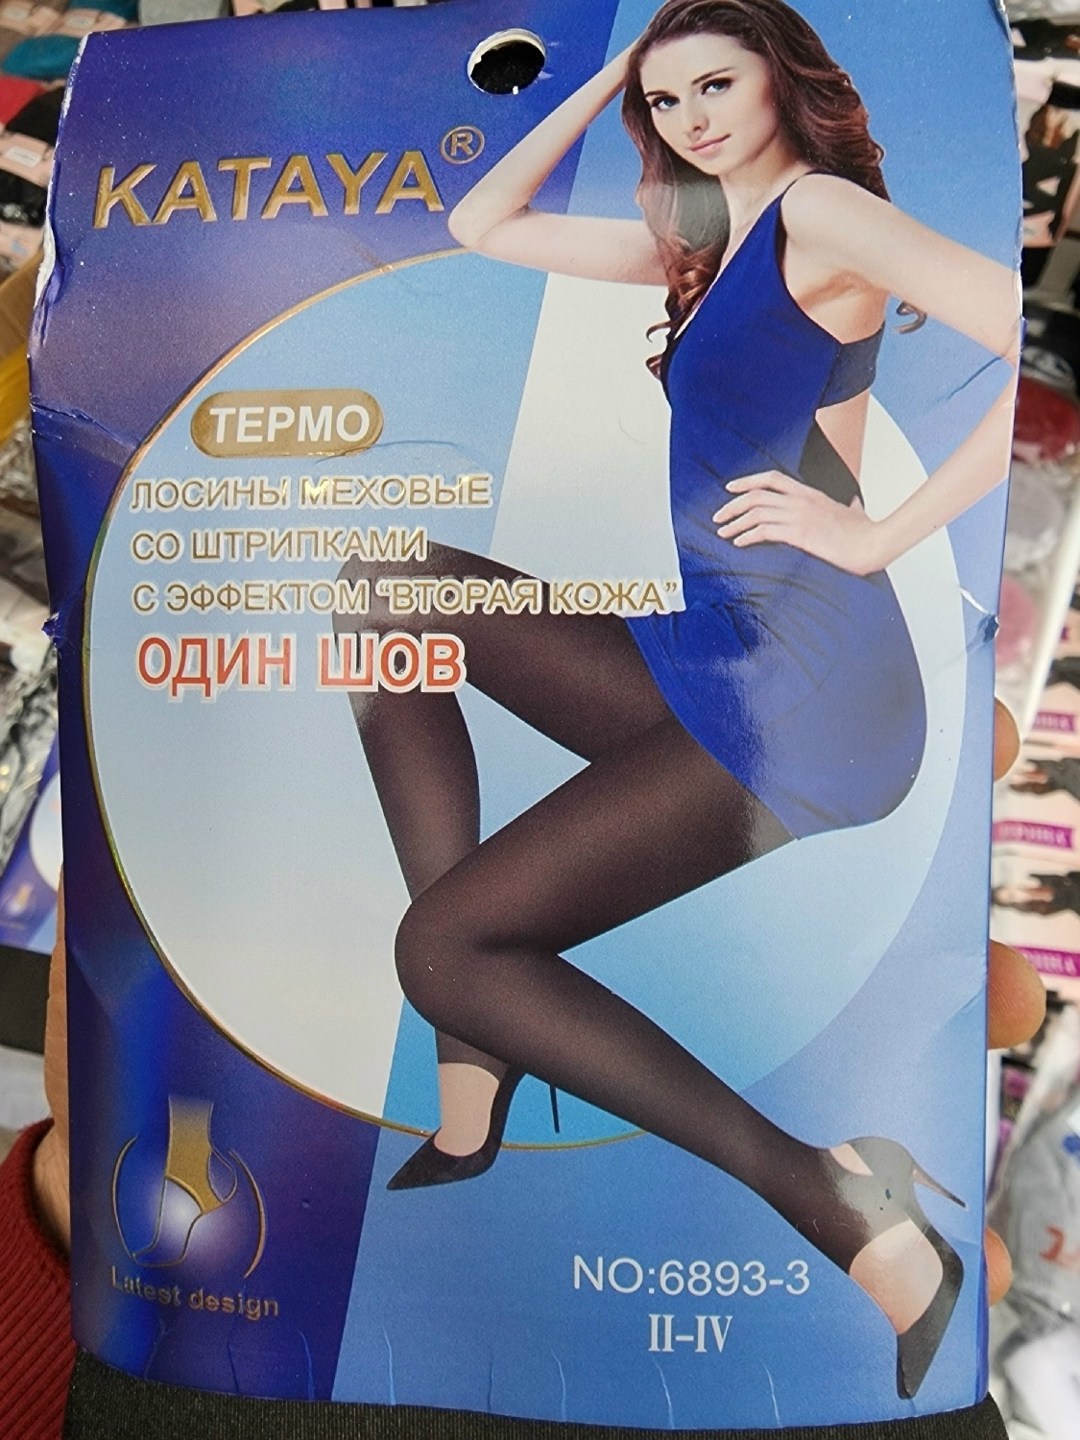 KATAYA®
ТЕРМО
ЛОСИНЫ МЕХОВЫЕ
СО ШТРИПКАМИ
С ЭФФЕКТОМ "ВТОРАЯ КОЖА"
ОДИН ШОВ
Latest design
NO:6893-3
II-IV